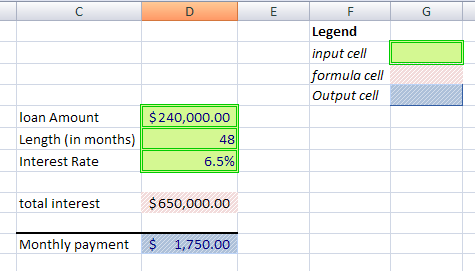 C D E F G
Legend
input cell
formula cell
Output cell
loan Amount $240,000.00
Length (in months) 48
Interest Rate 6.5%
total interest $650,000.00
Monthly payment $ 1,750.00